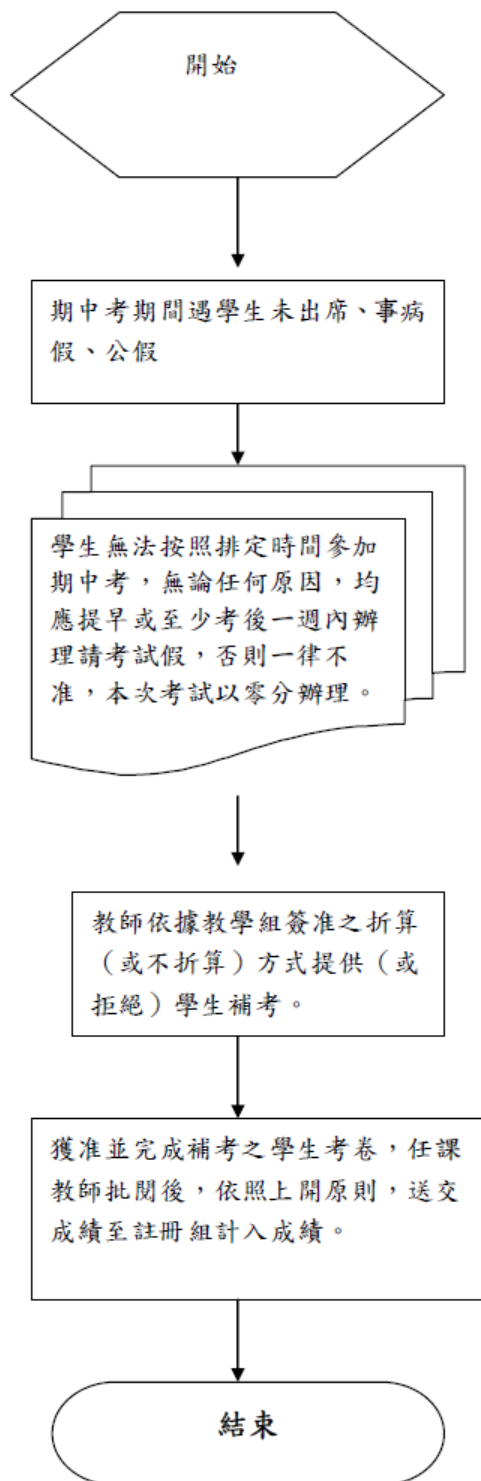 開始
期中考期間遇學生未出席、事病
假、公假
學生無法按照排定時間參加
期中考，無論任何原因，均
應提早或至少考後一週內辦
理請考試假，否則一律不
准，本次考試以零分辦理。
教師依據教學組簽准之折算
（或不折算）方式提供（或
拒絕）學生補考。
獲准並完成補考之學生考卷，任課
教師批閱後，依照上開原則，送交
成績至註冊組計入成績。
結束